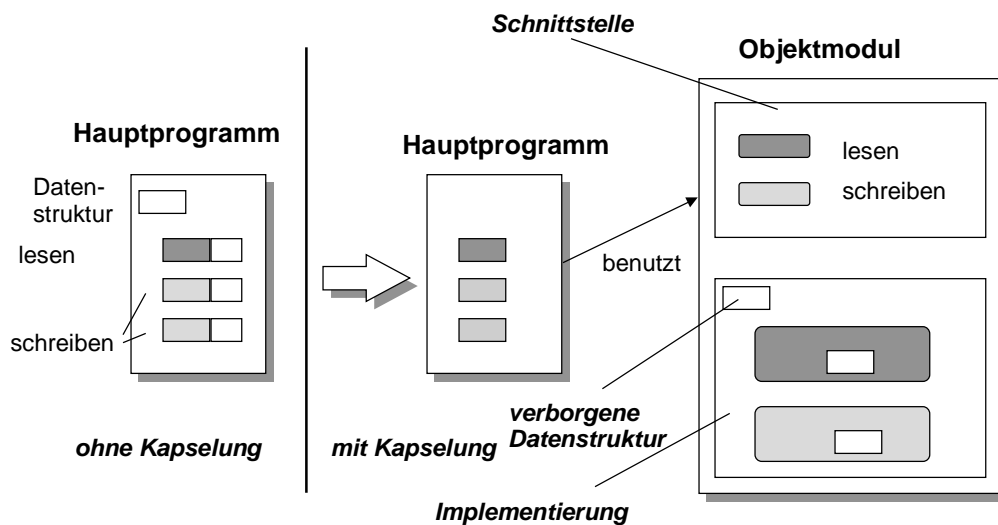 Schnittstelle
Objektmodul
Hauptprogramm
Daten-
struktur
lesen
schreiben
ohne Kapselung
Hauptprogramm
benutzt
mit Kapselung
lesen
schreiben
verborgene
Datenstruktur
Implementierung